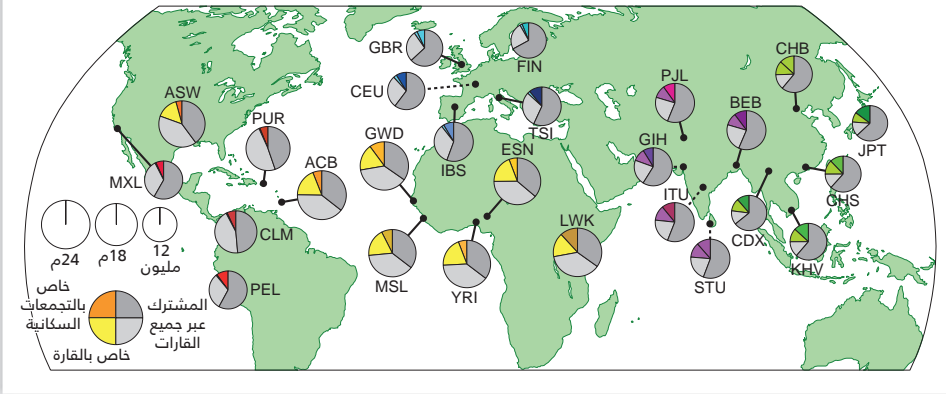 GBR
FIN
CHB
CEU
PJL
ASW
PUR
GWD
TSI
BEB
ESN
IBS
GIH
JPT
ACB
MXL
ITU
CHS
LWK
CLM
CDX
KHV
STU
MSL
YRI
PEL
24م
18م
12
مليون
خاص
بالتجمعات
السكانية
المشترك
عبر جميع
القارات
خاص بالقارة